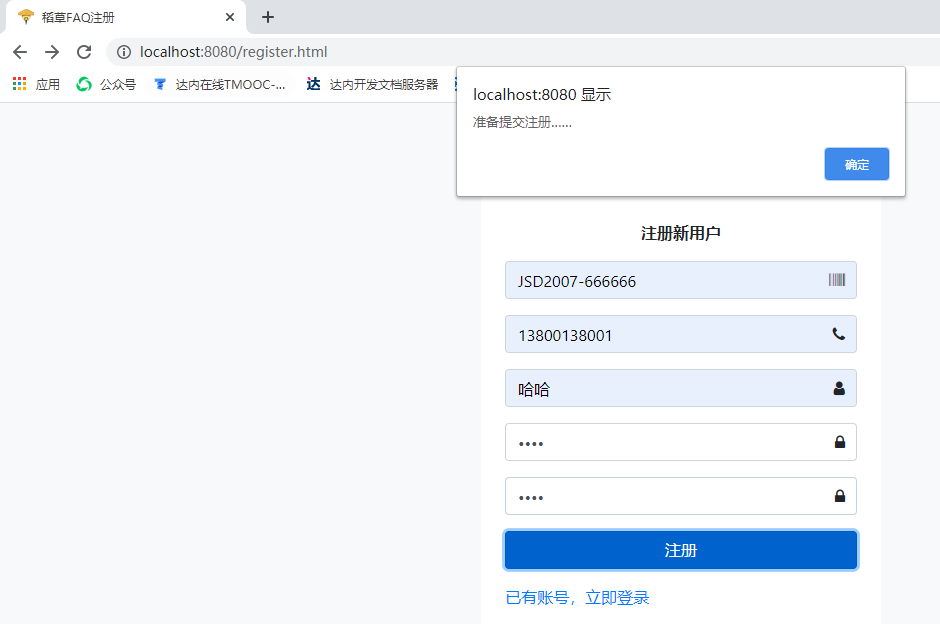 稻草FAQ注册
localhost:8080/register.html
应用 公众号 达内在线TMOOC-... 达内开发文档服务器
localhost:8080 显示
准备提交注册......
确定
注册新用户
JSD2007-666666
13800138001
哈哈
••••
••••
注册
已有账号，立即登录